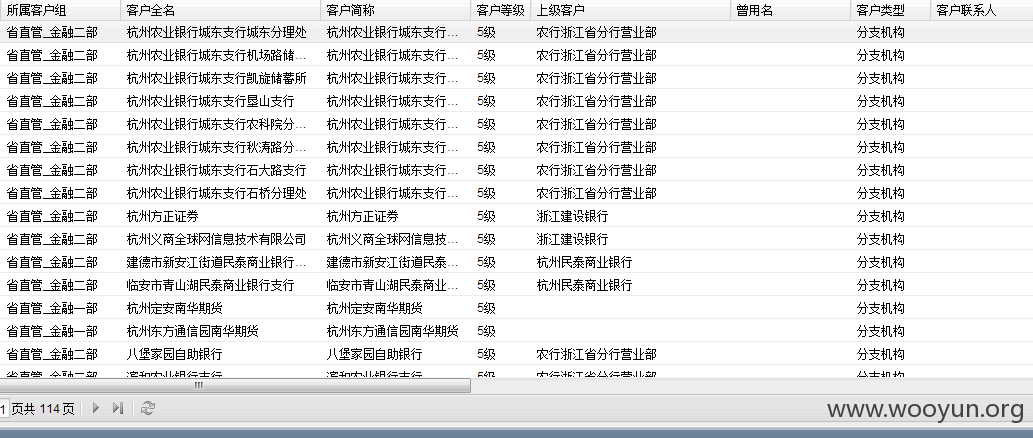 所属客户组 客户全名 客户简称 客户等级 上级客户 曾用名 客户类型 客户联系人
省直管_金融二部 杭州农业银行城东支行城东分理处 杭州农业银行城东支行... 5级 农行浙江省分行营业部 分支机构
省直管_金融二部 杭州农业银行城东支行机场路储... 杭州农业银行城东支行... 5级 农行浙江省分行营业部 分支机构
省直管_金融二部 杭州农业银行城东支行凯旋储蓄所 杭州农业银行城东支行... 5级 农行浙江省分行营业部 分支机构
省直管_金融二部 杭州农业银行城东支行垦山支行 杭州农业银行城东支行... 5级 农行浙江省分行营业部 分支机构
省直管_金融二部 杭州农业银行城东支行农科院分... 杭州农业银行城东支行... 5级 农行浙江省分行营业部 分支机构
省直管_金融二部 杭州农业银行城东支行秋涛路分... 杭州农业银行城东支行... 5级 农行浙江省分行营业部 分支机构
省直管_金融二部 杭州农业银行城东支行石大路支行 杭州农业银行城东支行... 5级 农行浙江省分行营业部 分支机构
省直管_金融二部 杭州农业银行城东支行石桥分理处 杭州农业银行城东支行... 5级 农行浙江省分行营业部 分支机构
省直管_金融二部 杭州方正证券 杭州方正证券 5级 浙江建设银行 分支机构
省直管_金融二部 杭州义商全球网信息技术有限公司 杭州义商全球网信息技... 5级 浙江建设银行 分支机构
省直管_金融二部 建德市新安江街道民泰商业银行... 建德市新安江街道民泰... 5级 杭州民泰商业银行 分支机构
省直管_金融二部 临安市青山湖民泰商业银行支行 临安市青山湖民泰商业... 5级 杭州民泰商业银行 分支机构
省直管_金融一部 杭州定安南华期货 杭州定安南华期货 5级 分支机构
省直管_金融一部 杭州东方通信园南华期货 杭州东方通信园南华期货 5级 分支机构
省直管_金融二部 八堡家园自助银行 八堡家园自助银行 5级 农行浙江省分行营业部 分支机构
省直管_金融二部 滨和农业银行支行 滨和农业银行支行 5级 农行浙江省分行营业部 分支机构
1 页共 114 页
www.wooyun.org